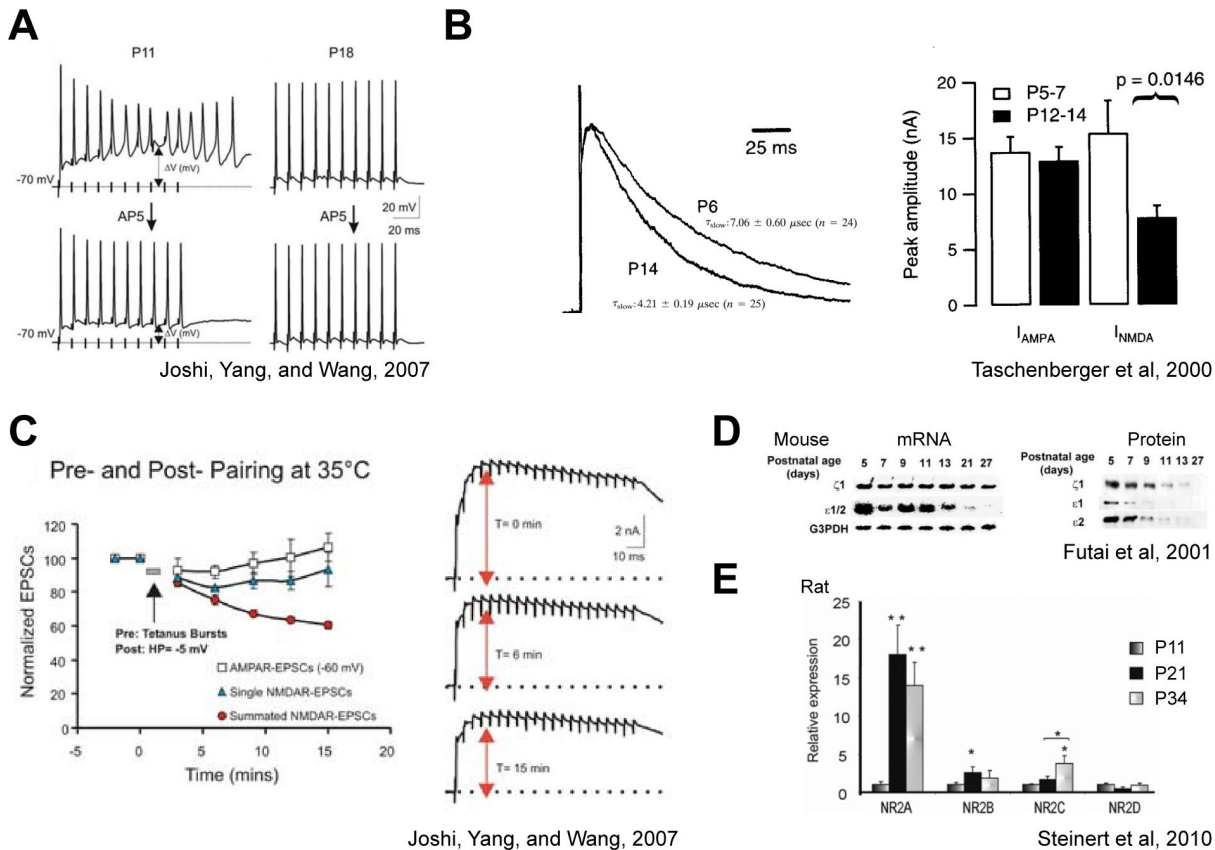 A
P11 P18
ΔV (mV)
-70 mV
AP5 AP5
20 mV
20 ms
ΔV (mV)
-70 mV
Joshi, Yang, and Wang, 2007
B
25 ms
P6
τslow:7.06 ± 0.60 μsec (n = 24)
P14
τslow:4.21 ± 0.19 μsec (n = 25)
Peak amplitude (nA)
20
15
10
5
0
P5-7
P12-14
p = 0.0146
IAMPA INMDA
Taschenberger et al, 2000
C
Pre- and Post- Pairing at 35°C
Normalized EPSCs
120
100
80
60
40
20
0
Pre: Tetanus Bursts
Post: HP= -5 mV
AMPAR-EPSCs (-60 mV)
Single NMDAR-EPSCs
Summated NMDAR-EPSCs
-5 0 5 10 15 20
Time (mins)
T= 0 min
2 nA
10 ms
T= 6 min
T= 15 min
Joshi, Yang, and Wang, 2007
D
Mouse mRNA Protein
Postnatal age (days)
5 7 9 11 13 21 27
ζ1
ε1/2
G3PDH
Postnatal age (days)
5 7 9 11 13 27
ζ1
ε1
ε2
Futai et al, 2001
E
Rat
Relative expression
25
20
15
10
5
0
** **
*
*
*
P11
P21
P34
NR2A NR2B NR2C NR2D
Steinert et al, 2010